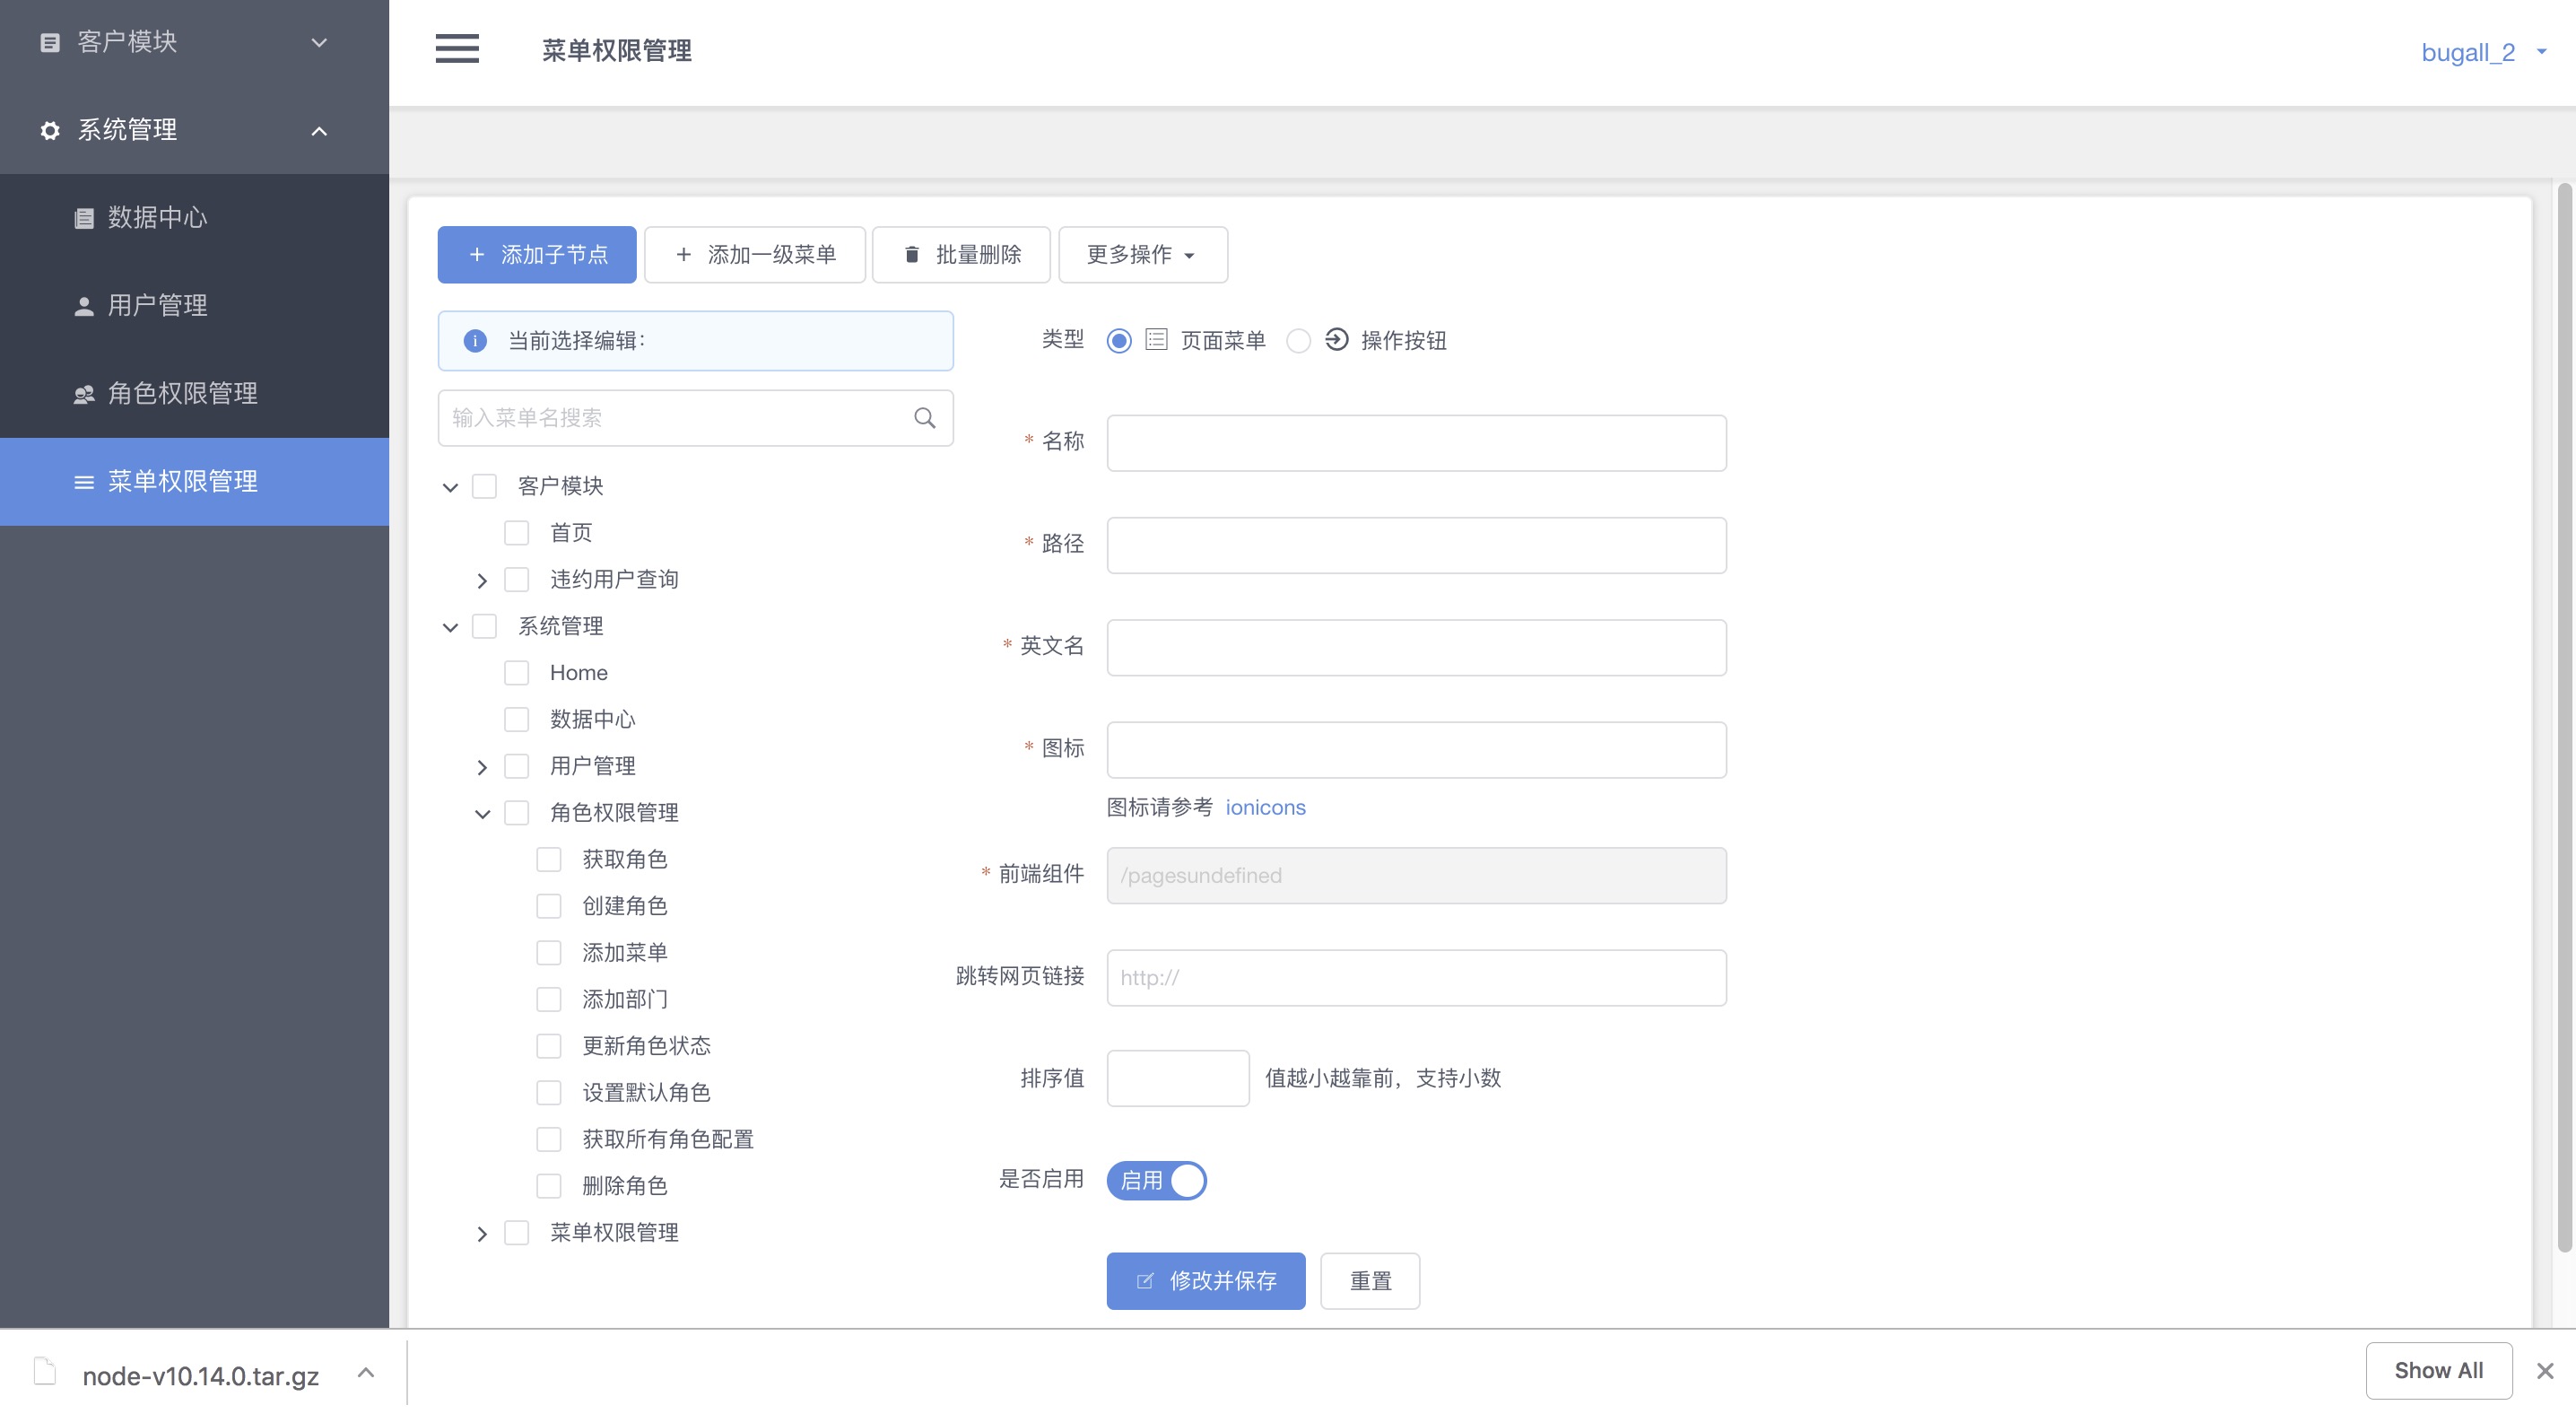 客户模块
系统管理
数据中心
用户管理
角色权限管理
菜单权限管理
菜单权限管理
bugall_2
+ 添加子节点
+ 添加一级菜单
批量删除
更多操作
当前选择编辑：
输入菜单名搜索
客户模块
首页
违约用户查询
系统管理
Home
数据中心
用户管理
角色权限管理
获取角色
创建角色
添加菜单
添加部门
更新角色状态
设置默认角色
获取所有角色配置
删除角色
菜单权限管理
类型 页面菜单 操作按钮
* 名称
* 路径
* 英文名
* 图标
图标请参考 ionicons
* 前端组件 /pagesundefined
跳转网页链接 http://
排序值 值越小越靠前，支持小数
是否启用 启用
修改并保存 重置
node-v10.14.0.tar.gz
Show All